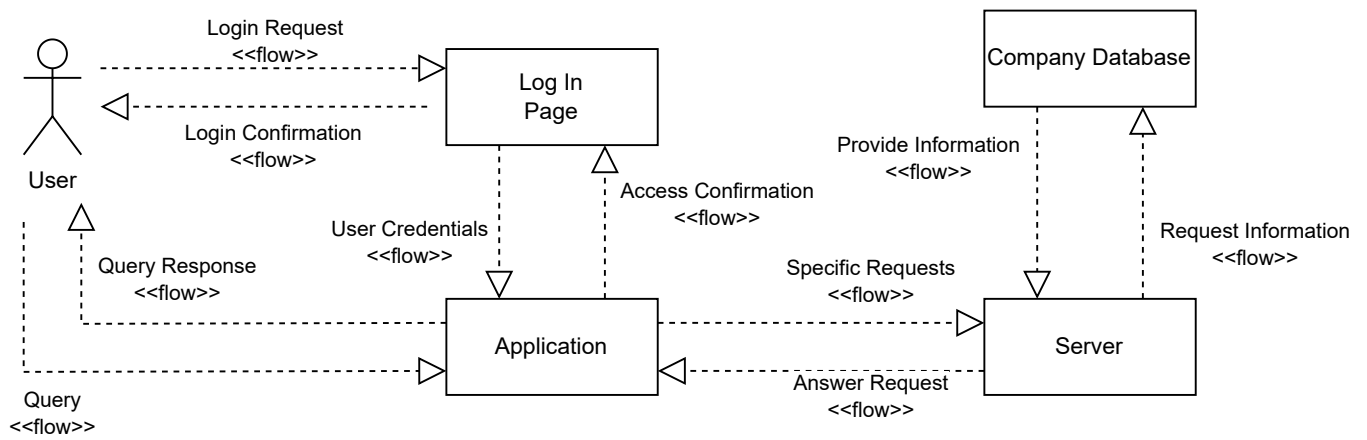 Login Request
<<flow>>
Log In
Page
Company Database
Login Confirmation
<<flow>>
User
Provide Information
<<flow>>
Access Confirmation
<<flow>>
User Credentials
<<flow>>
Request Information
<<flow>>
Query Response
<<flow>>
Specific Requests
<<flow>>
Application
Server
Answer Request
<<flow>>
Query
<<flow>>